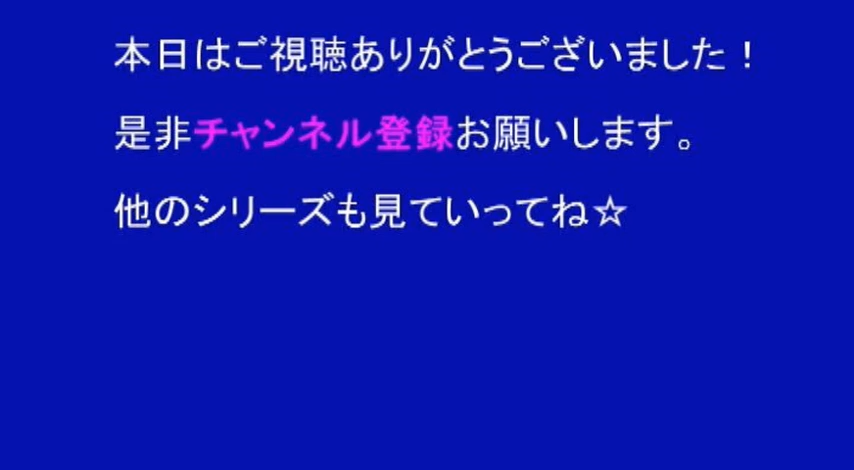 本日はご視聴ありがとうございました！
是非チャンネル登録お願いします。
他のシリーズも見ていってね☆